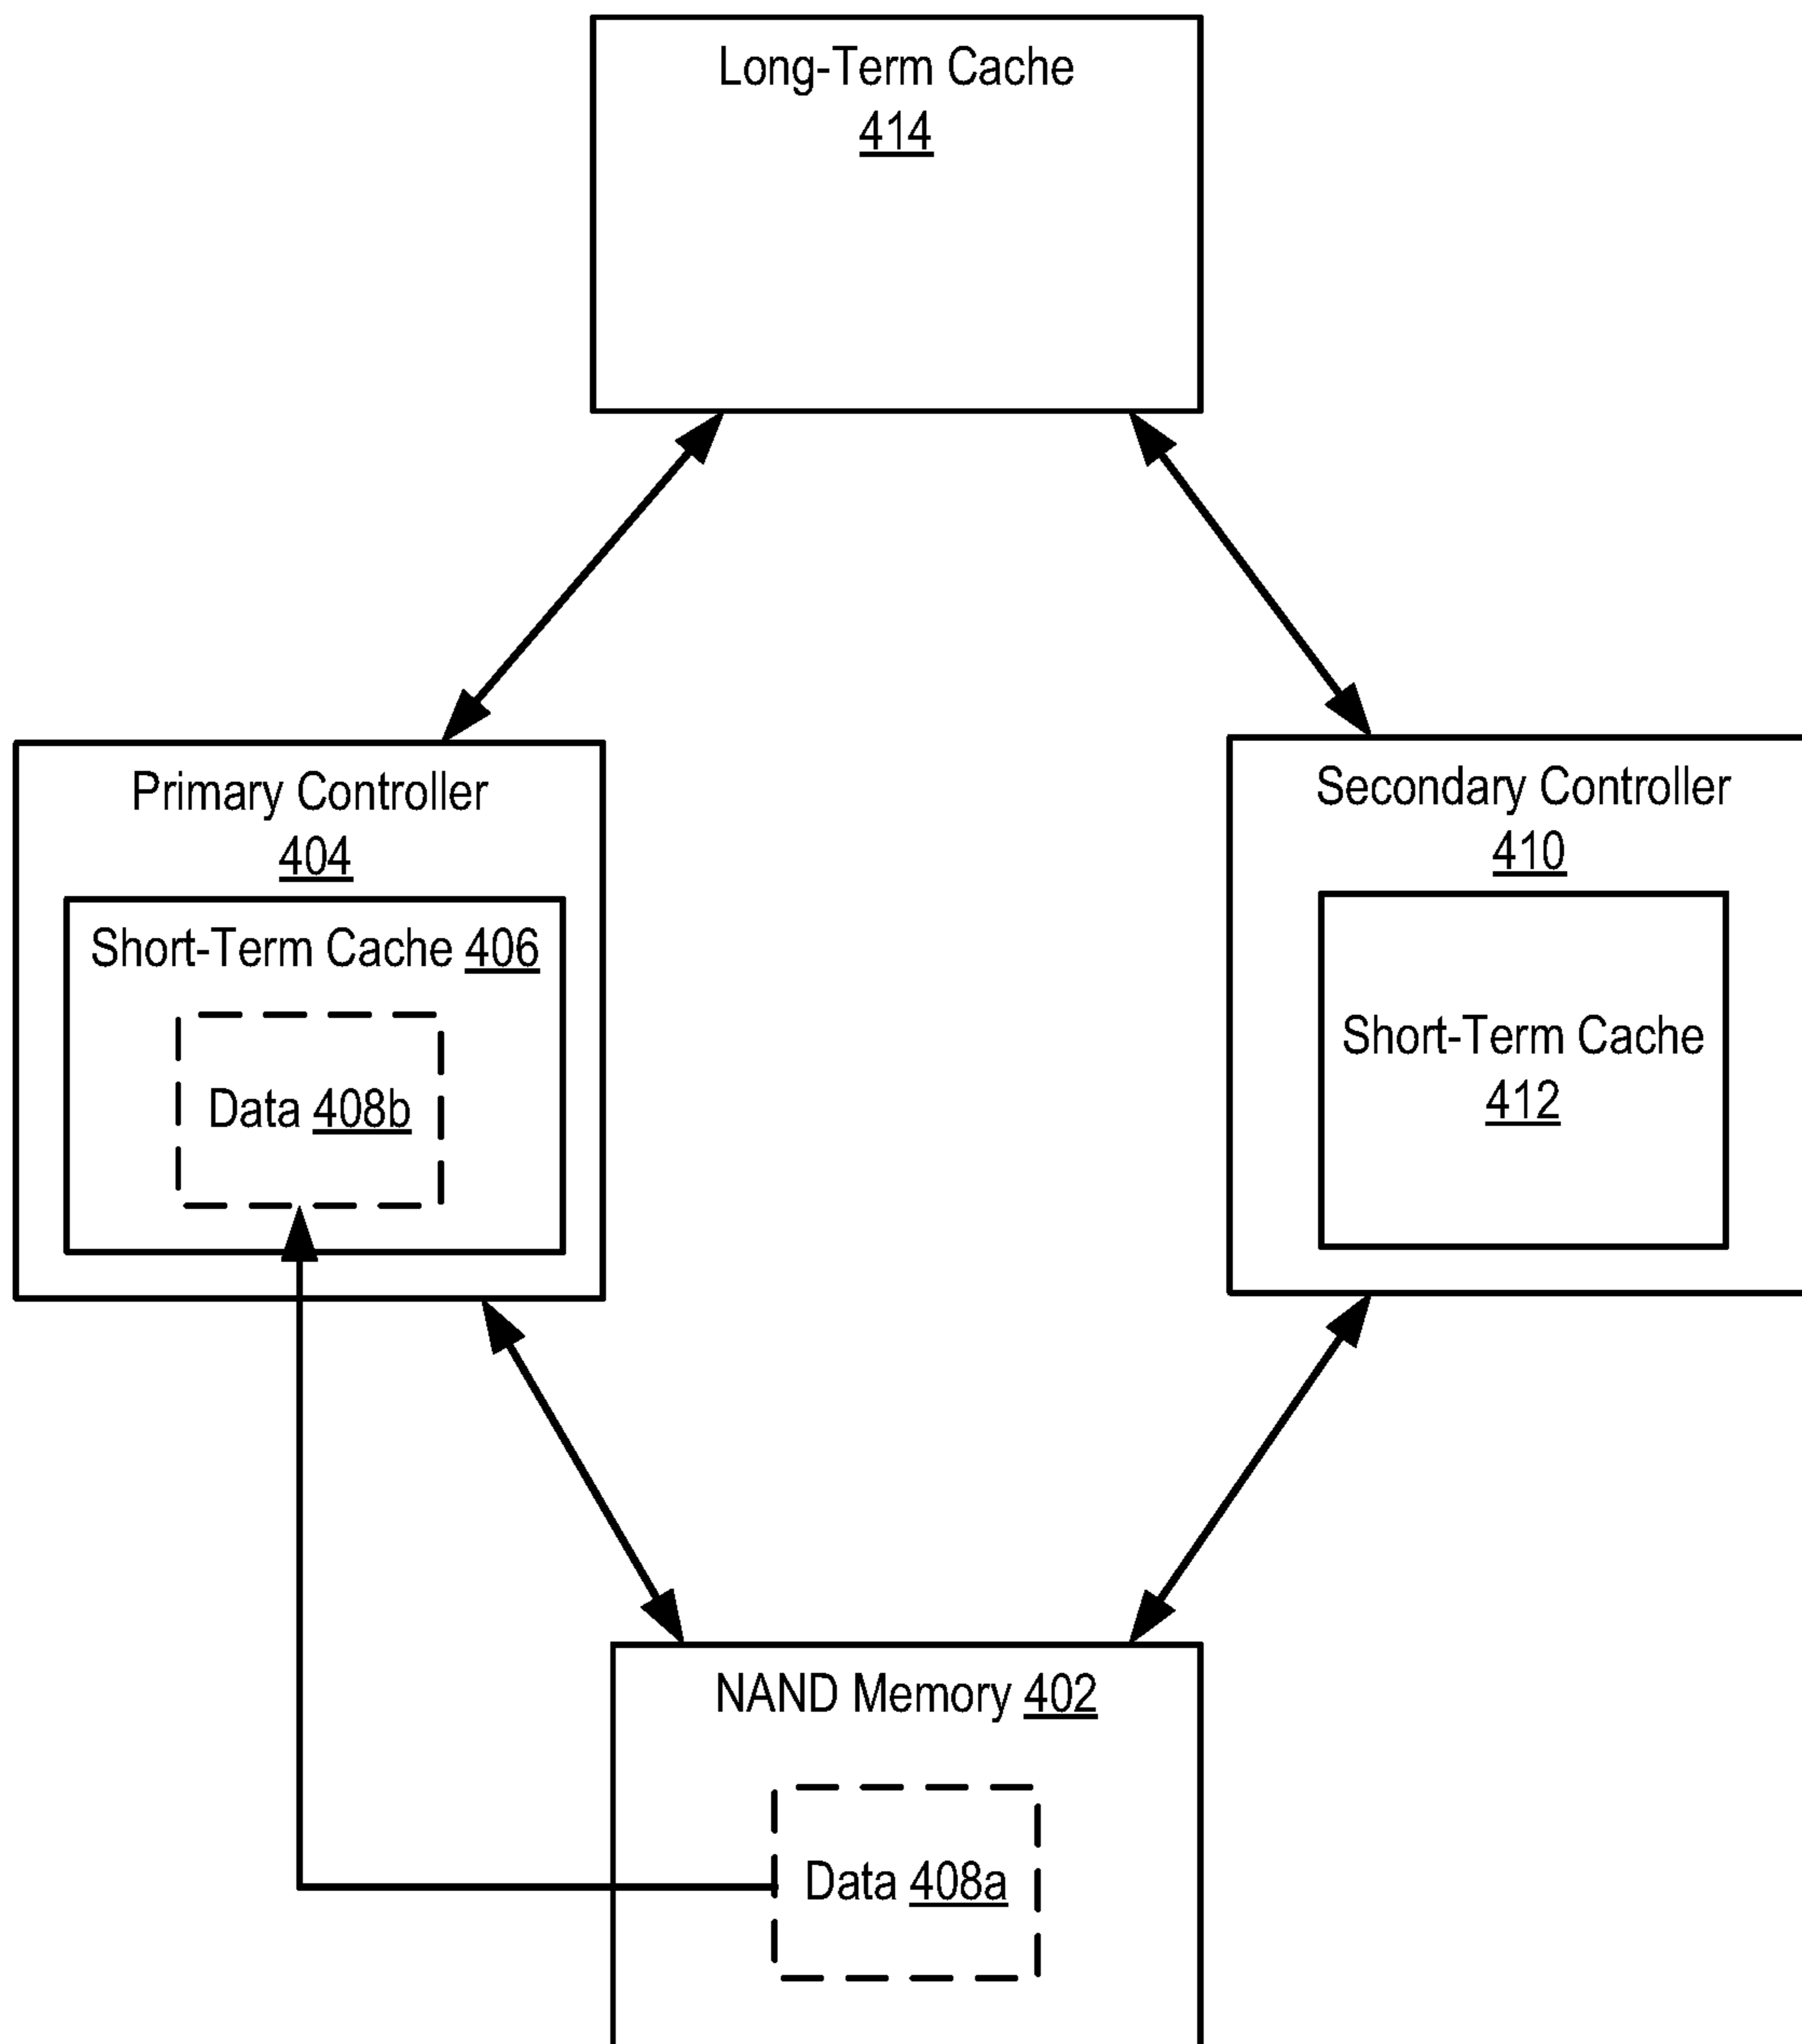 Long-Term Cache
414
Primary Controller
404
Short-Term Cache 406
Data 408b
Secondary Controller
410
Short-Term Cache
412
NAND Memory 402
Data 408a